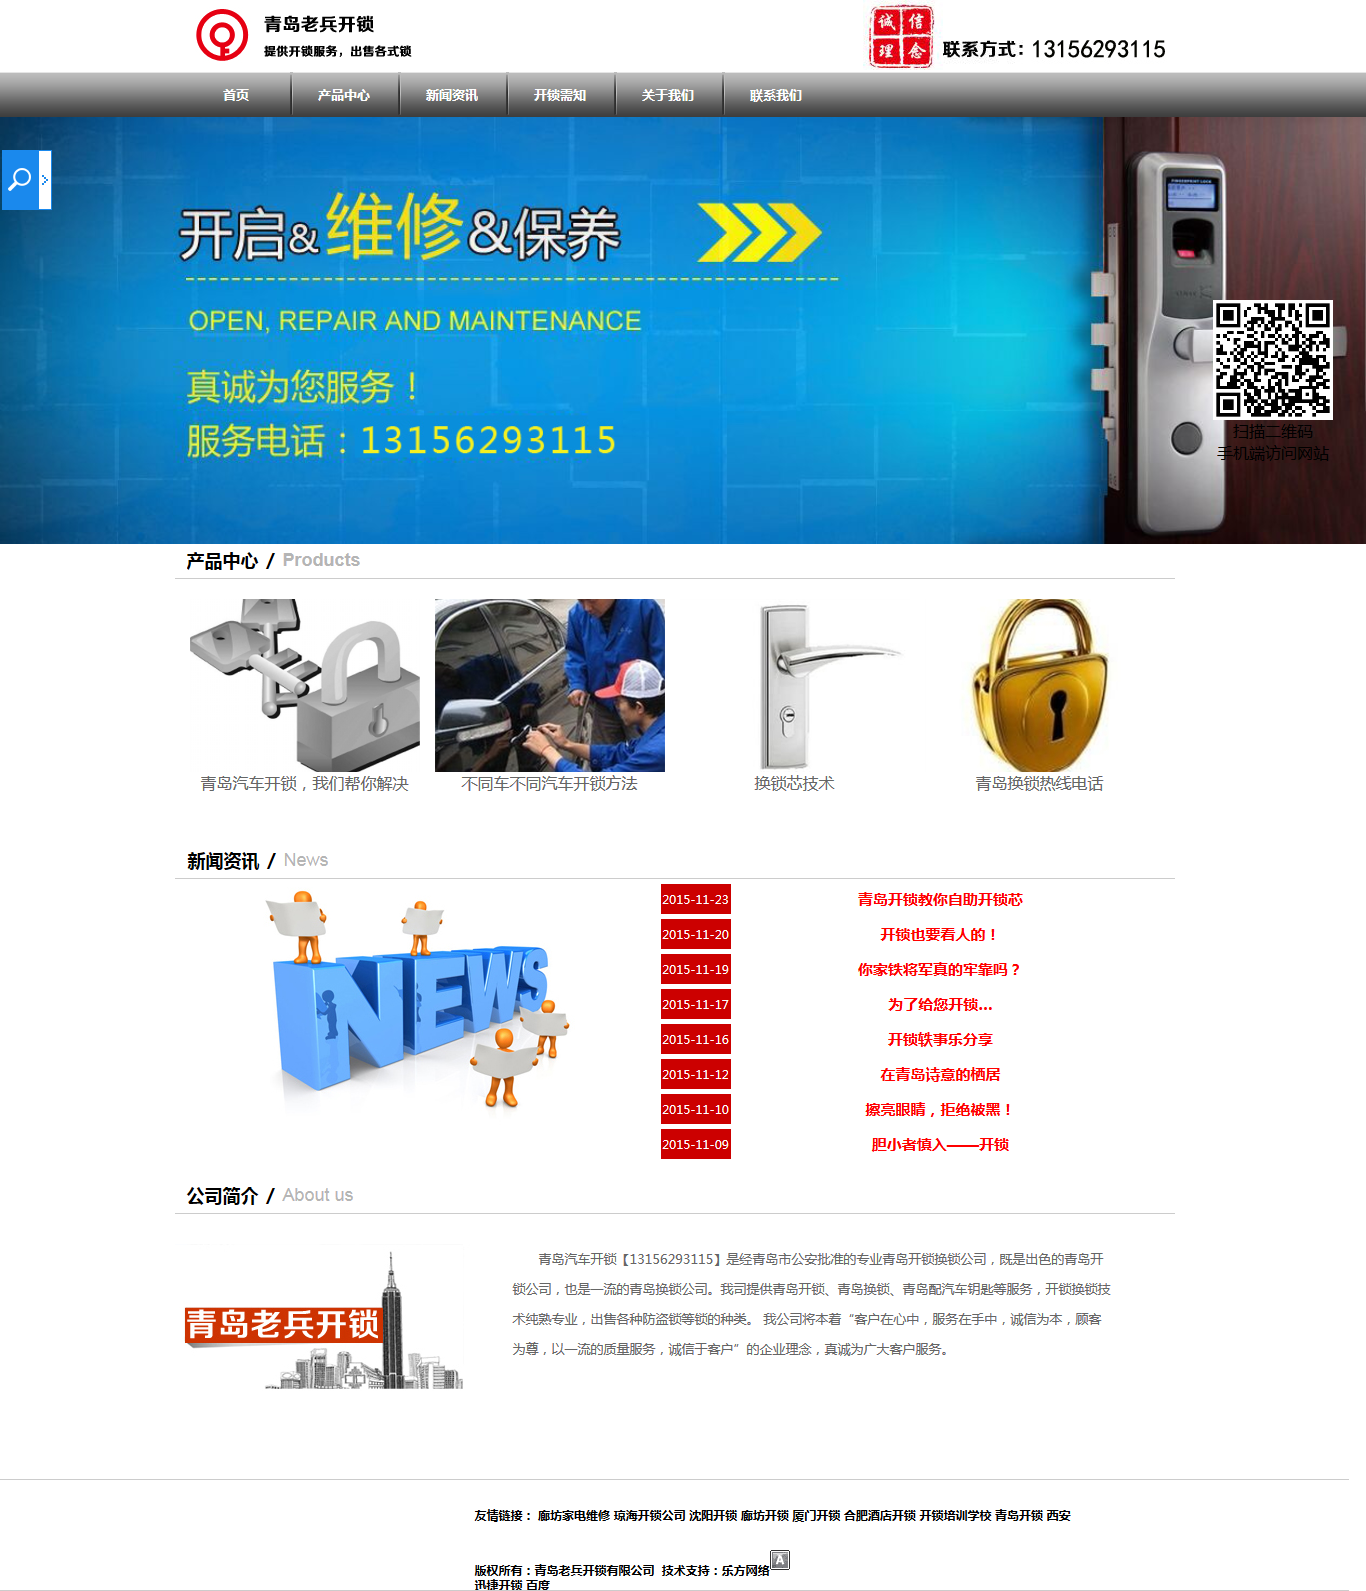 青岛老兵开锁
提供开锁服务，出售各式锁
诚信
理念
联系方式：13156293115
首页 产品中心 新闻资讯 开锁需知 关于我们 联系我们
FINGERPRINT LOCK
开启&维修&保养
OPEN, REPAIR AND MAINTENANCE
真诚为您服务！
服务电话：13156293115
扫描二维码
手机端访问网站
产品中心 / Products
青岛汽车开锁，我们帮你解决
不同车不同汽车开锁方法
换锁芯技术
青岛换锁热线电话
新闻资讯 / News
NEWS
2015-11-23 青岛开锁教你自助开锁芯
2015-11-20 开锁也要看人的！
2015-11-19 你家铁将军真的牢靠吗？
2015-11-17 为了给您开锁...
2015-11-16 开锁轶事乐分享
2015-11-12 在青岛诗意的栖居
2015-11-10 擦亮眼睛，拒绝被黑！
2015-11-09 胆小者慎入——开锁
公司简介 / About us
青岛老兵开锁
青岛汽车开锁【13156293115】是经青岛市公安批准的专业青岛开锁换锁公司，既是出色的青岛开
锁公司，也是一流的青岛换锁公司。我司提供青岛开锁、青岛换锁、青岛配汽车钥匙等服务，开锁换锁技
术纯熟专业，出售各种防盗锁等锁的种类。 我公司将本着“客户在心中，服务在手中，诚信为本，顾客
为尊，以一流的质量服务，诚信于客户”的企业理念，真诚为广大客户服务。
友情链接： 廊坊家电维修 琼海开锁公司 沈阳开锁 廊坊开锁 厦门开锁 合肥酒店开锁 开锁培训学校 青岛开锁 西安
版权所有：青岛老兵开锁有限公司 技术支持：乐方网络 A
迅捷开锁 百度